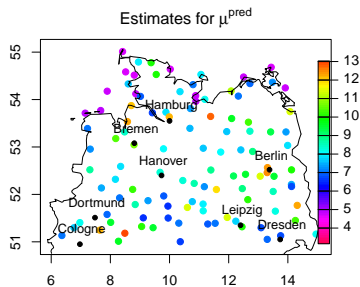 Estimates for μ^pred
55
54
53
52
51
6
8
10
12
14
Hamburg
Bremen
Hanover
Berlin
Dortmund
Leipzig
Cologne
Dresden
13
12
11
10
9
8
7
6
5
4